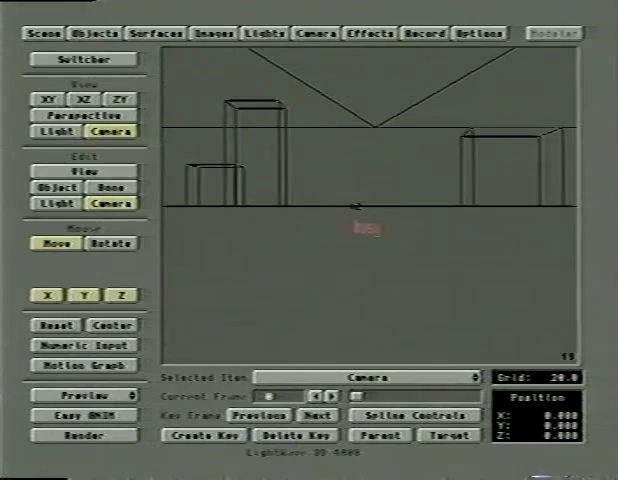 Scene Objects Surfaces Images Lights Camera Effects Record Options Modeler
Switcher
View
XY XZ ZY
Perspective
Light Camera
Edit
View
Object Bone
Light Camera
Mouse
Move Rotate
X Y Z
Reset Center
Numeric Input
Motion Graph
Preview
Easy ANIM
Render
busy
19
Selected Item Camera
Current Frame
Key Frame Previous Next Spline Controls
Create Key Delete Key Parent Target
Grid: 20.0
Position
X: 0.000
Y: 0.000
Z: 0.000